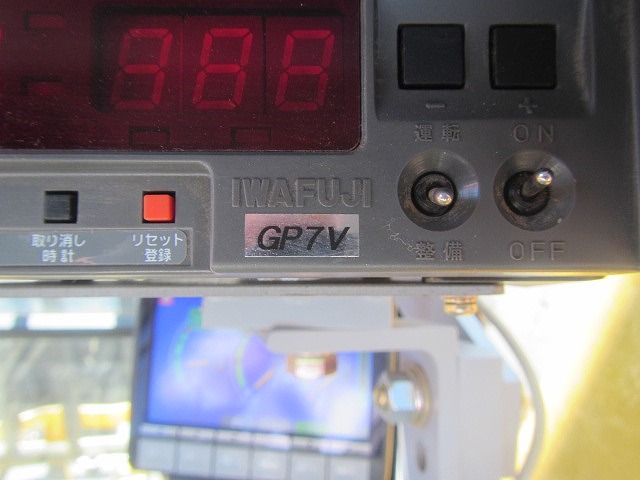 388
−
+
運転
ON
IWAFUJI
GP7V
整備
OFF
取り消し
時計
リセット
登録